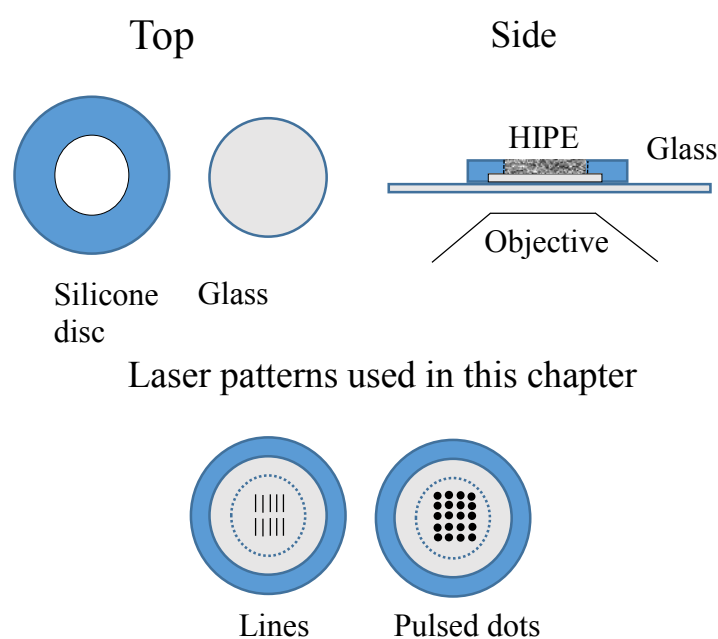 Top
Side
HIPE
Glass
Objective
Silicone
disc
Glass
Laser patterns used in this chapter
Lines
Pulsed dots